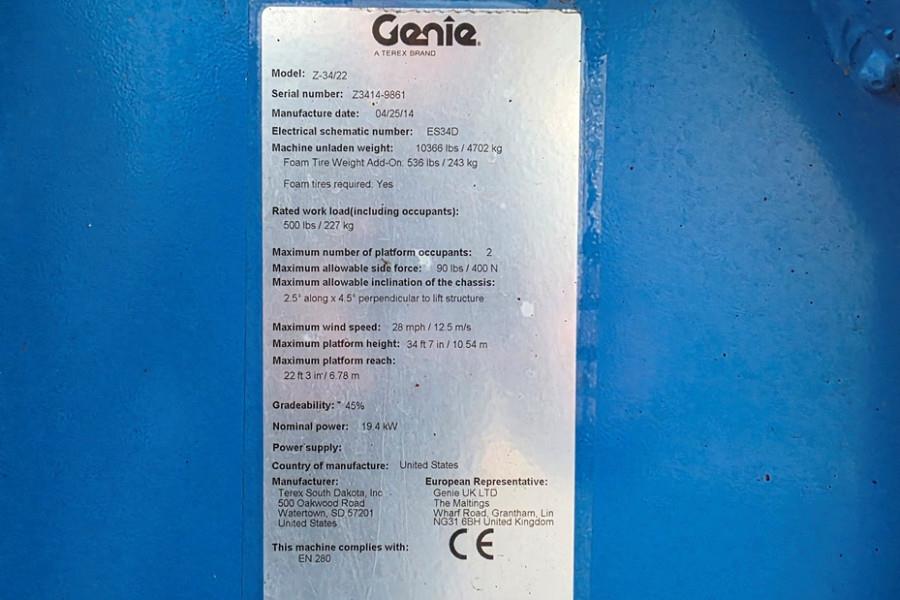 Genie
A TEREX BRAND
Model: Z-34/22
Serial number: Z3414-9861
Manufacture date: 04/25/14
Electrical schematic number: ES34D
Machine unladen weight: 10366 lbs / 4702 kg
Foam Tire Weight Add-On: 536 lbs / 243 kg
Foam tires required: Yes
Rated work load(including occupants):
500 lbs / 227 kg
Maximum number of platform occupants: 2
Maximum allowable side force: 90 lbs / 400 N
Maximum allowable inclination of the chassis:
2.5° along x 4.5° perpendicular to lift structure
Maximum wind speed: 28 mph / 12.5 m/s
Maximum platform height: 34 ft 7 in / 10.54 m
Maximum platform reach:
22 ft 3 in / 6.78 m
Gradeability: 45%
Nominal power: 19.4 kW
Power supply:
Country of manufacture: United States
Manufacturer:
Terex South Dakota, Inc
500 Oakwood Road
Watertown, SD 57201
United States
European Representative:
Genie UK LTD
The Maltings
Wharf Road, Grantham, Lin
NG31 6BH United Kingdom
This machine complies with:
EN 280
CE